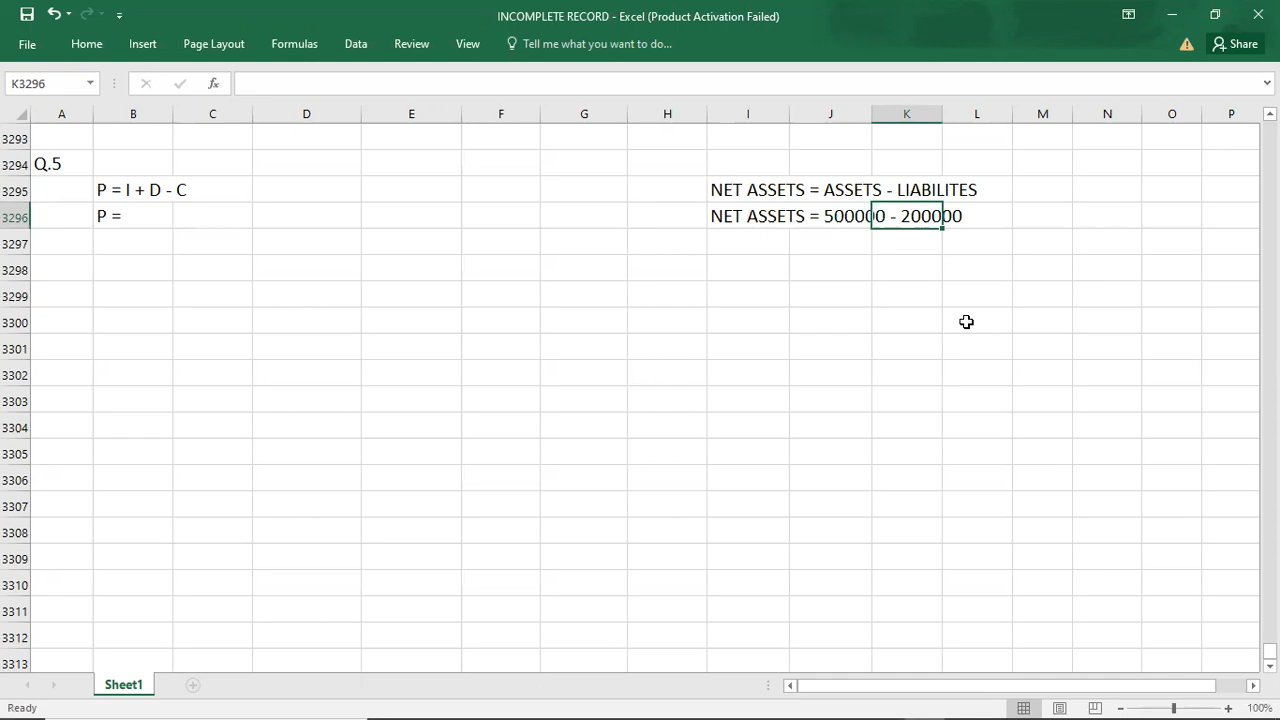 INCOMPLETE RECORD - Excel (Product Activation Failed)
File Home Insert Page Layout Formulas Data Review View Tell me what you want to do... Share
K3296 fx
A B C D E F G H I J K L M N O P
3293
3294 Q.5
3295 P = I + D - C NET ASSETS = ASSETS - LIABILITES
3296 P = NET ASSETS = 500000 - 200000
3297
3298
3299
3300
3301
3302
3303
3304
3305
3306
3307
3308
3309
3310
3311
3312
3313
Sheet1
Ready 100%